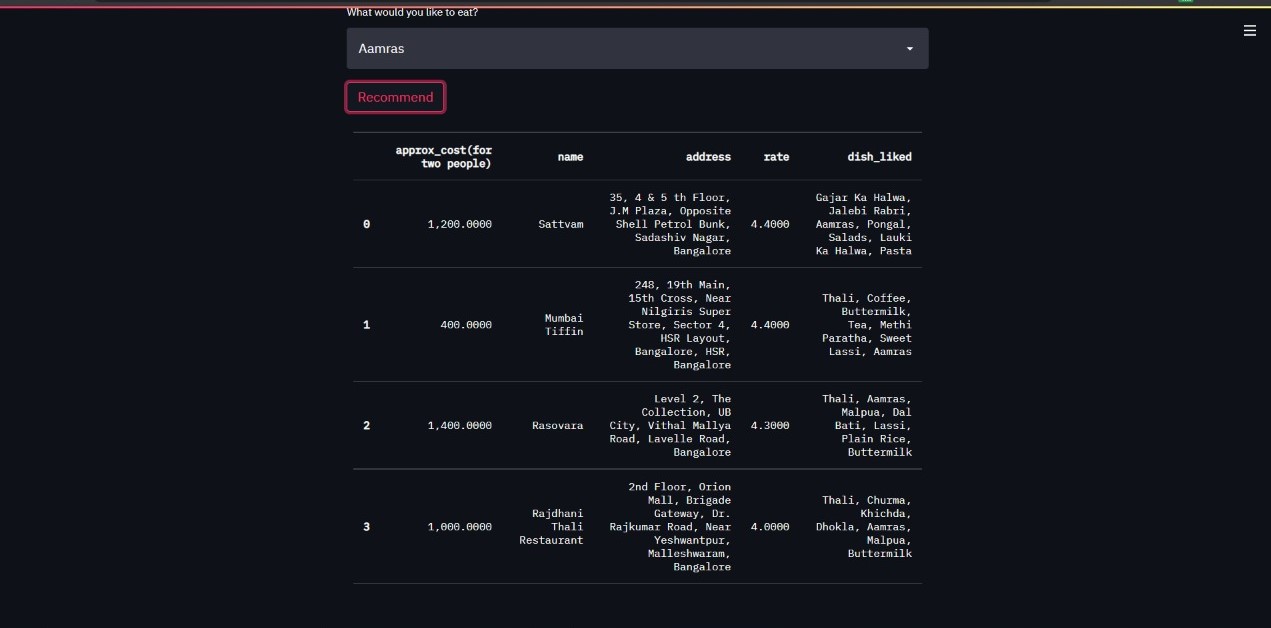 What would you like to eat?
Aamras
Recommend
approx_cost(for
two people)
name
address
rate
dish_liked
0
1,200.0000
Sattvam
35, 4 & 5 th Floor,
J.M Plaza, Opposite
Shell Petrol Bunk,
Sadashiv Nagar,
Bangalore
4.4000
Gajar Ka Halwa,
Jalebi Rabri,
Aamras, Pongal,
Salads, Lauki
Ka Halwa, Pasta
1
400.0000
Mumbai
Tiffin
248, 19th Main,
15th Cross, Near
Nilgiris Super
Store, Sector 4,
HSR Layout,
Bangalore, HSR,
Bangalore
4.4000
Thali, Coffee,
Buttermilk,
Tea, Methi
Paratha, Sweet
Lassi, Aamras
2
1,400.0000
Rasovara
Level 2, The
Collection, UB
City, Vithal Mallya
Road, Lavelle Road,
Bangalore
4.3000
Thali, Aamras,
Malpua, Dal
Bati, Lassi,
Plain Rice,
Buttermilk
3
1,000.0000
Rajdhani
Thali
Restaurant
2nd Floor, Orion
Mall, Brigade
Gateway, Dr.
Rajkumar Road, Near
Yeshwantpur,
Malleshwaram,
Bangalore
4.0000
Thali, Churma,
Khichda,
Dhokla, Aamras,
Malpua,
Buttermilk